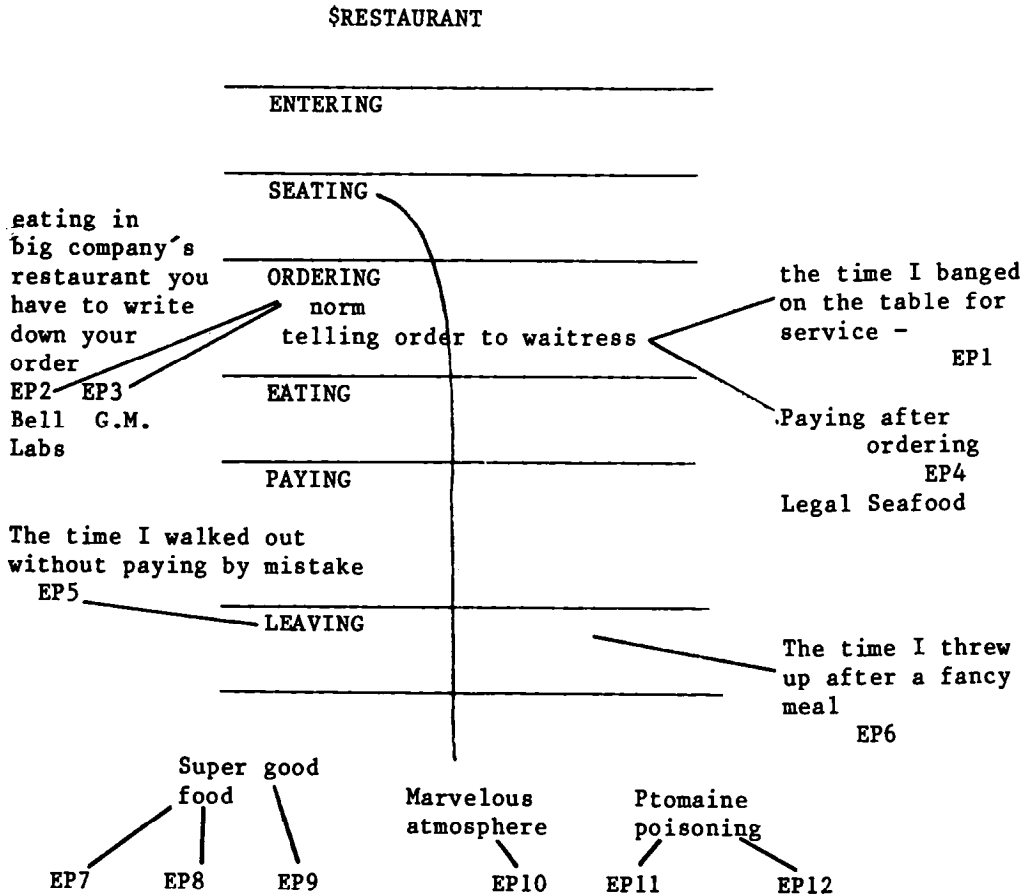 $RESTAURANT
ENTERING
SEATING
eating in
big company's
restaurant you
have to write
down your
order
EP2 EP3
Bell G.M.
Labs
ORDERING
norm
telling order to waitress
the time I banged
on the table for
service -
EP1
EATING
Paying after
ordering
EP4
Legal Seafood
PAYING
The time I walked out
without paying by mistake
EP5
LEAVING
The time I threw
up after a fancy
meal
EP6
Super good
food
EP7 EP8 EP9
Marvelous
atmosphere
EP10
Ptomaine
poisoning
EP11 EP12